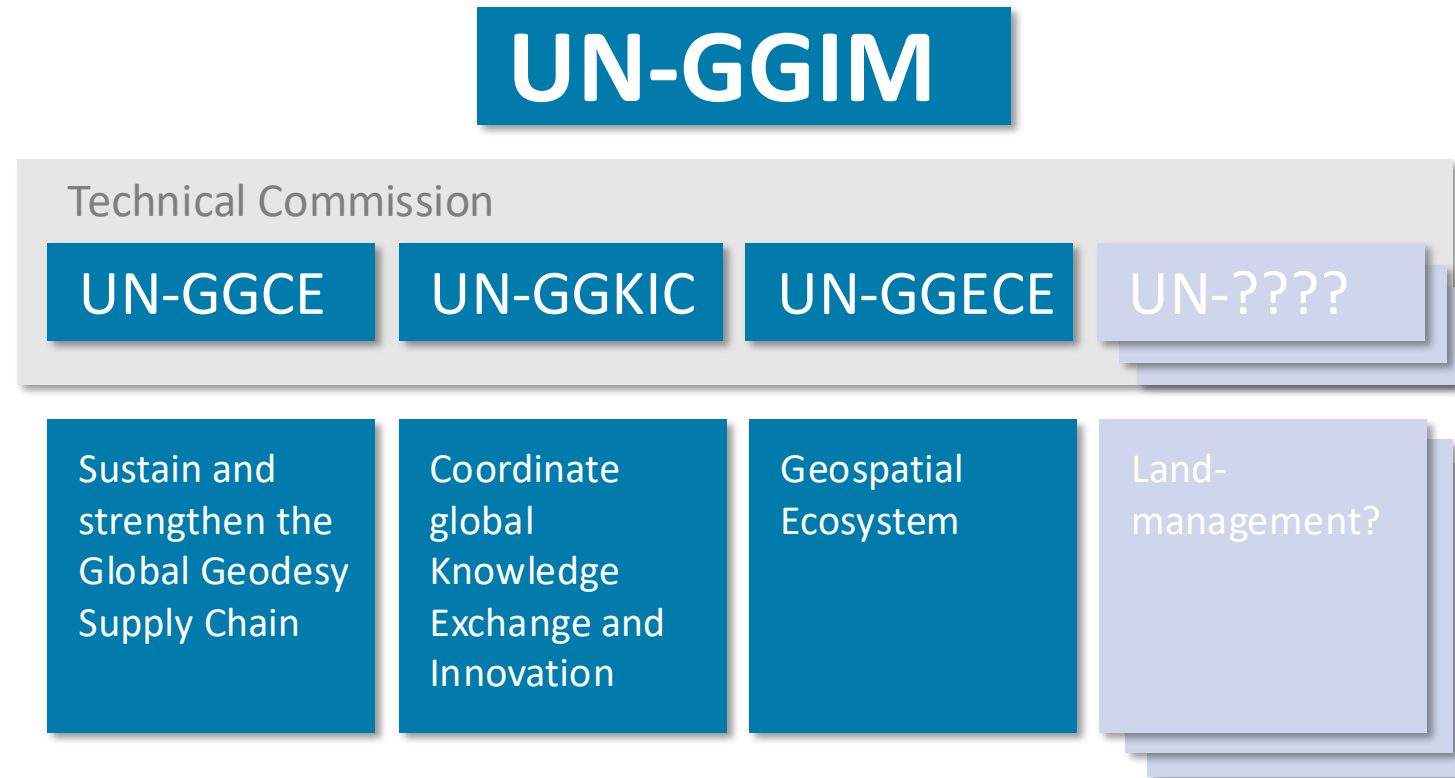 UN-GGIM
Technical Commission
UN-GGCE
UN-GGKIC
UN-GGECE
UN-????
Sustain and
strengthen the
Global Geodesy
Supply Chain
Coordinate
global
Knowledge
Exchange and
Innovation
Geospatial
Ecosystem
Land-
management?